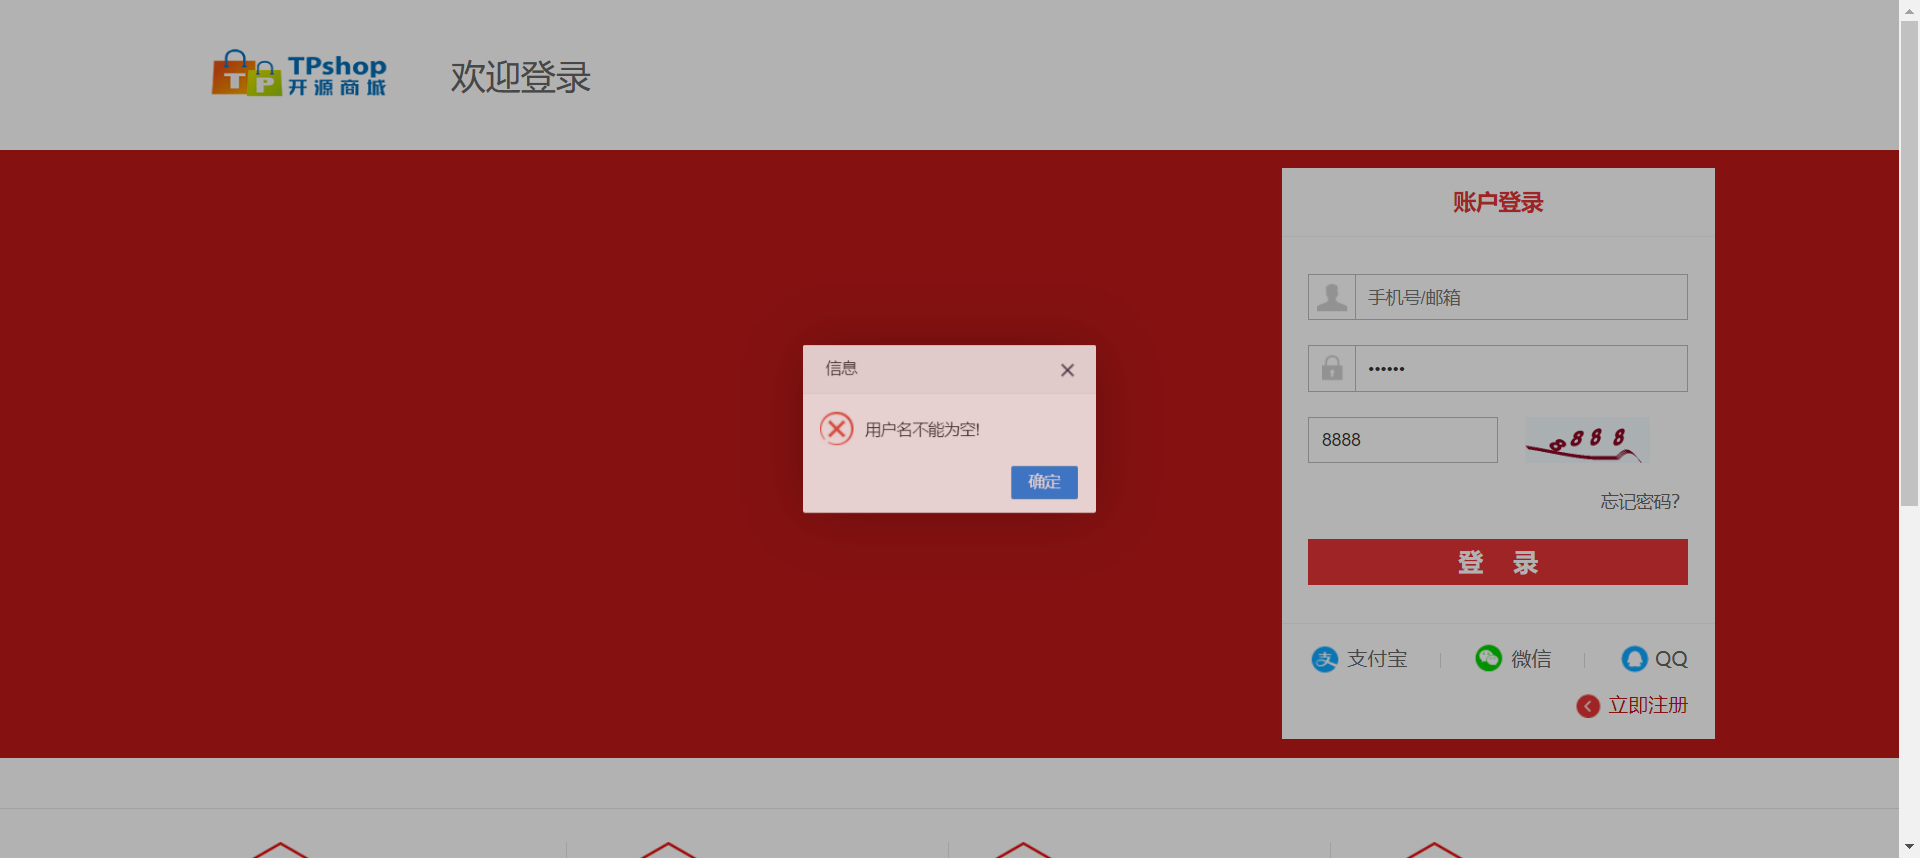 TPshop
开源商城
欢迎登录
账户登录
手机号/邮箱
••••••
8888
8888
忘记密码?
登 录
支付宝
微信
QQ
立即注册
信息
用户名不能为空!
确定